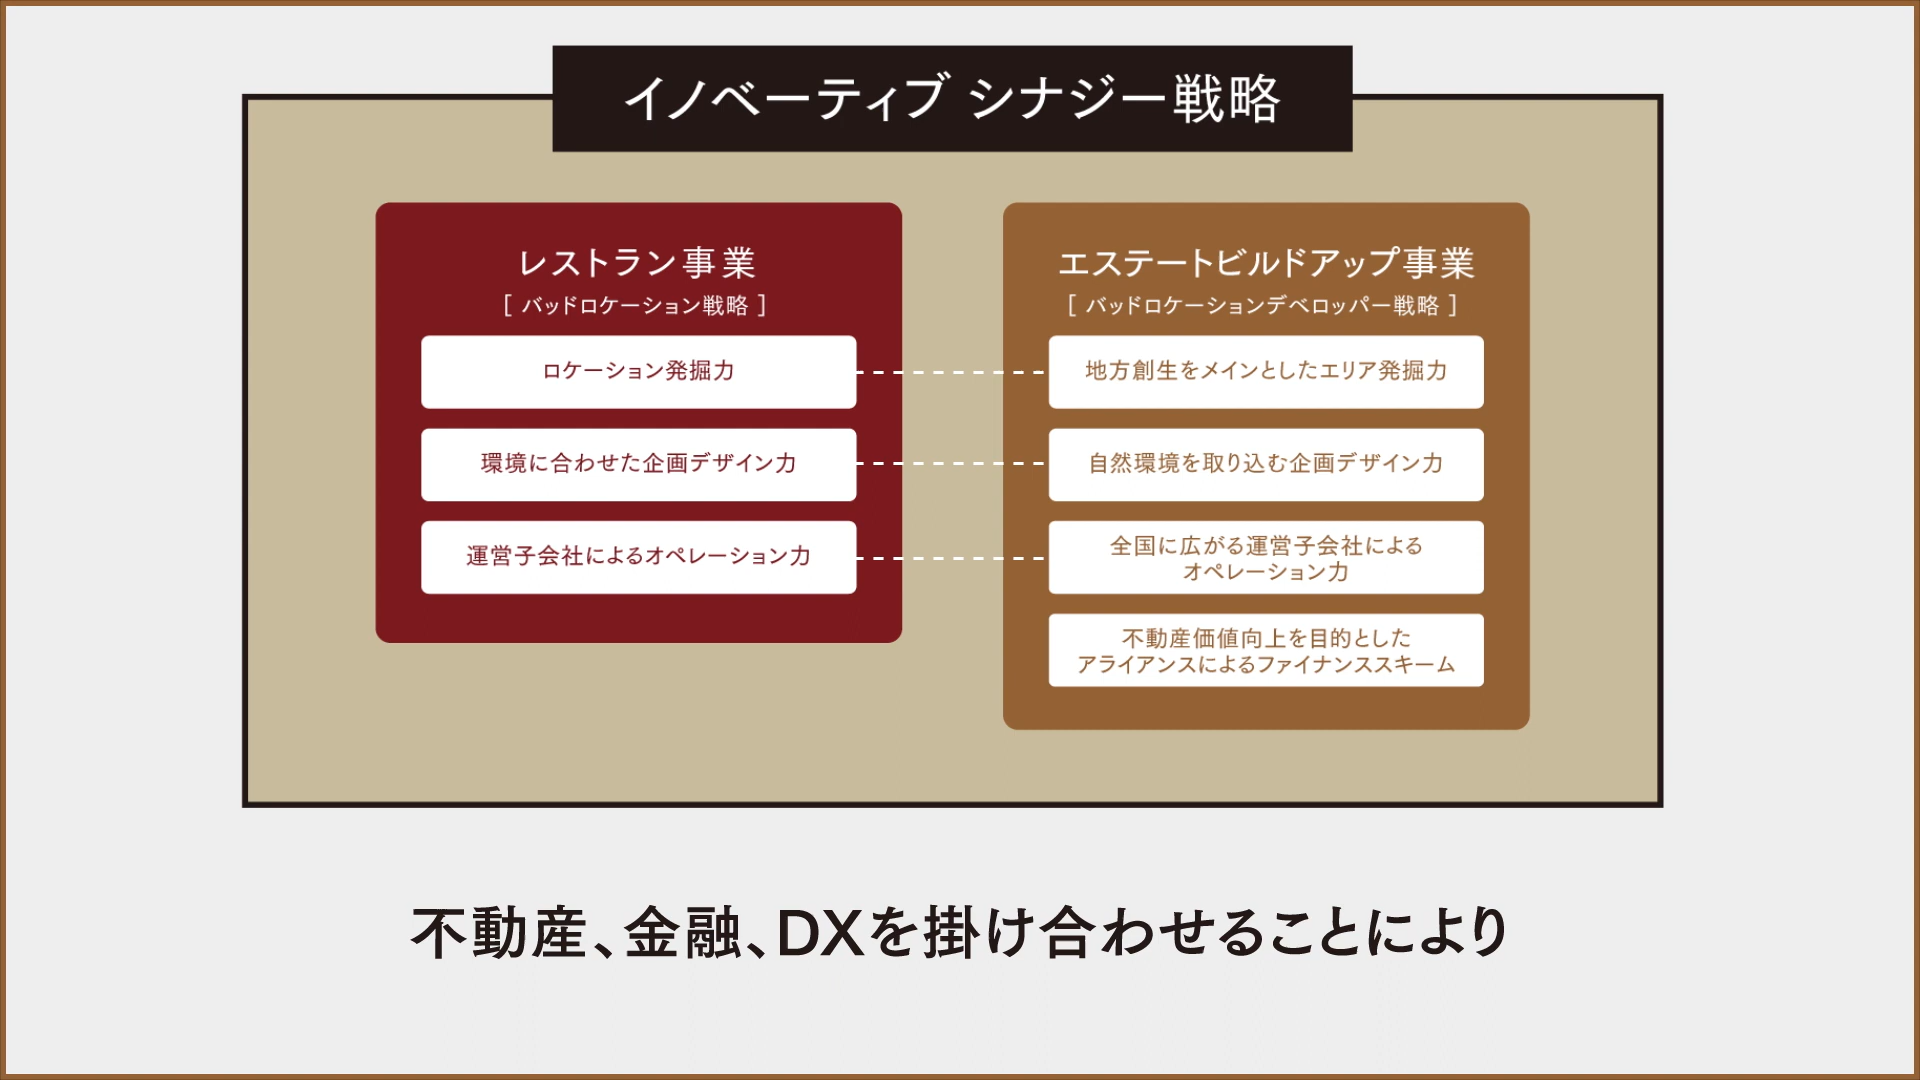 イノベーティブ シナジー戦略
レストラン事業
[ バッドロケーション戦略 ]
ロケーション発掘力
環境に合わせた企画デザイン力
運営子会社によるオペレーション力
エステートビルドアップ事業
[ バッドロケーションデベロッパー戦略 ]
地方創生をメインとしたエリア発掘力
自然環境を取り込む企画デザイン力
全国に広がる運営子会社による
オペレーション力
不動産価値向上を目的とした
アライアンスによるファイナンススキーム
不動産、金融、DXを掛け合わせることにより